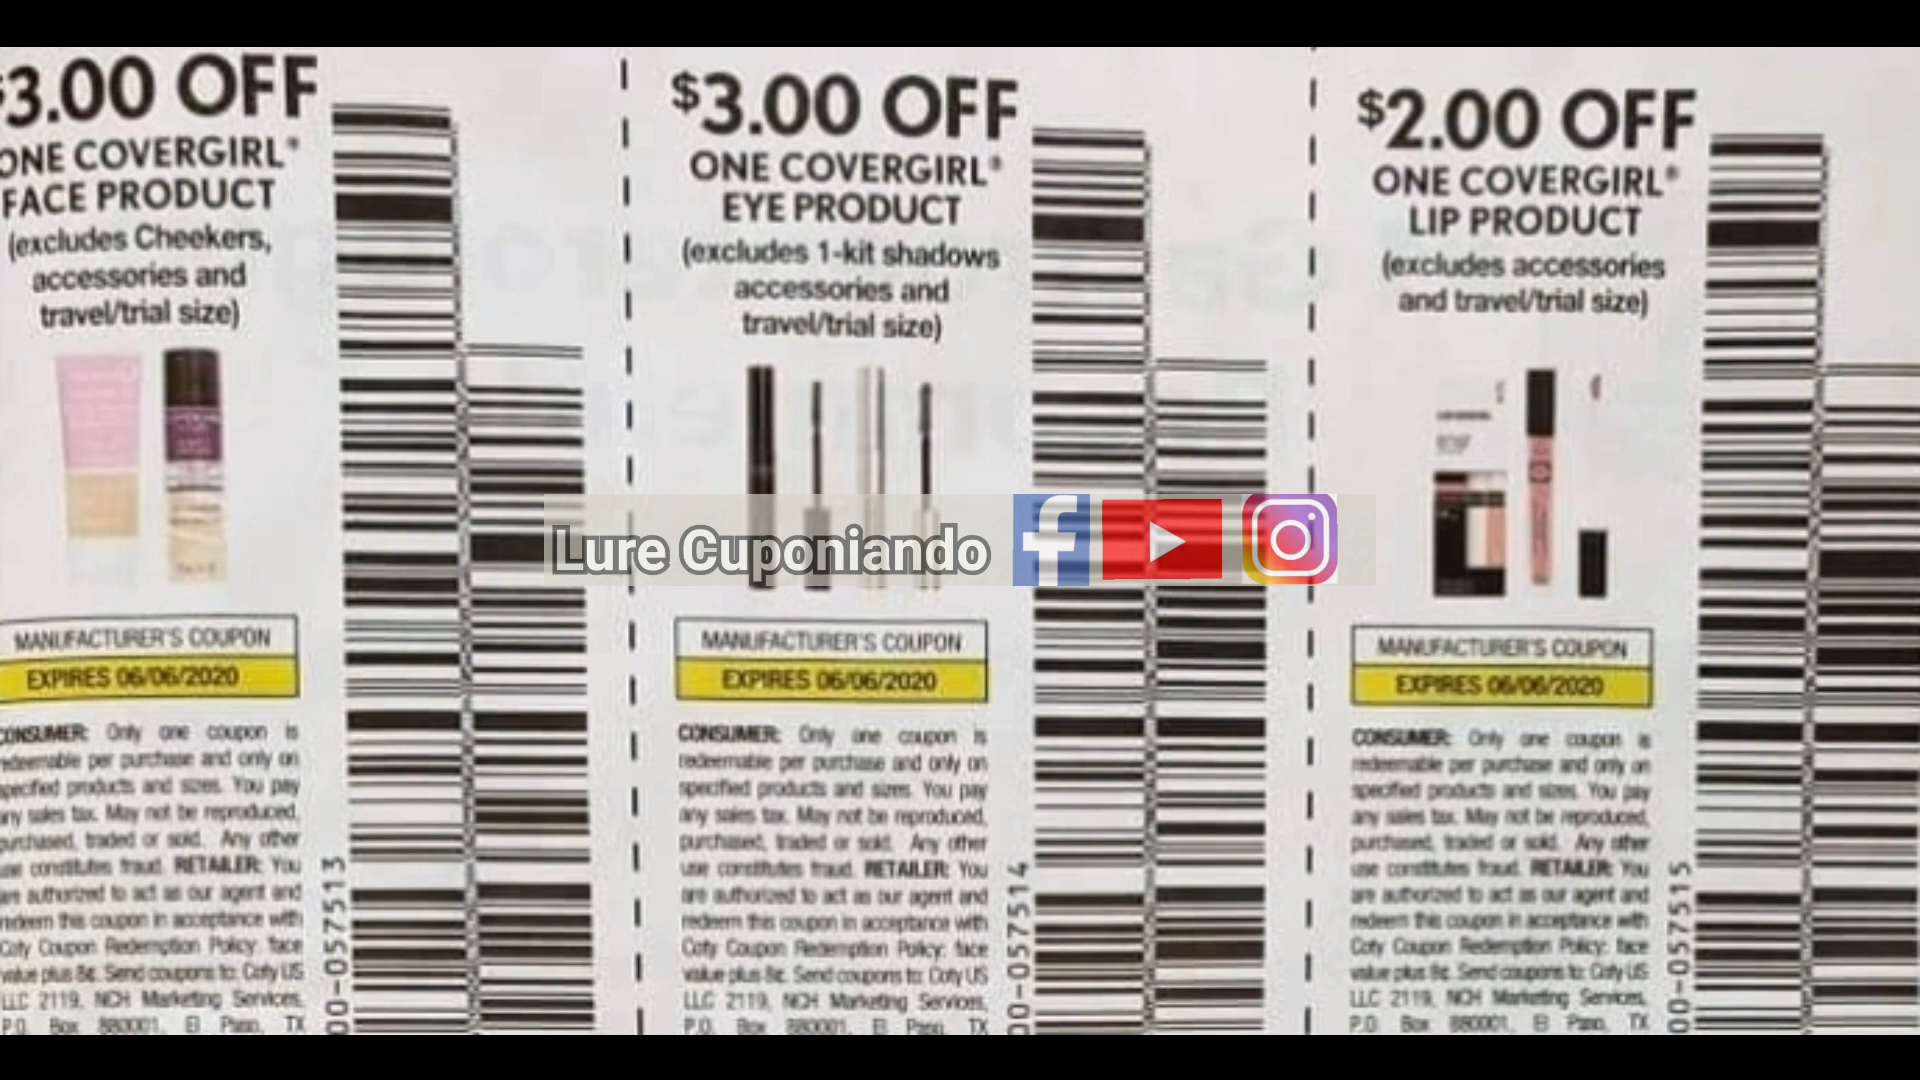 $3.00 OFF
ONE COVERGIRL®
FACE PRODUCT
(excludes Cheekers,
accessories and
travel/trial size)
MANUFACTURER'S COUPON
EXPIRES 06/06/2020
CONSUMER: Only one coupon is
redeemable per purchase and only on
specified products and sizes. You pay
any sales tax. May not be reproduced,
purchased, traded or sold. Any other
use constitutes fraud. RETAILER: You
are authorized to act as our agent and
redeem this coupon in acceptance with
Coty Coupon Redemption Policy: face
value plus 8¢. Send coupons to: Coty US
LLC 2119, NCH Marketing Services,
P.O. Box 880001, El Paso, TX
00-057513
$3.00 OFF
ONE COVERGIRL®
EYE PRODUCT
(excludes 1-kit shadows
accessories and
travel/trial size)
MANUFACTURER'S COUPON
EXPIRES 06/06/2020
CONSUMER: Only one coupon is
redeemable per purchase and only on
specified products and sizes. You pay
any sales tax. May not be reproduced,
purchased, traded or sold. Any other
use constitutes fraud. RETAILER: You
are authorized to act as our agent and
redeem this coupon in acceptance with
Coty Coupon Redemption Policy: face
value plus 8¢. Send coupons to: Coty US
LLC 2119, NCH Marketing Services,
P.O. Box 880001, El Paso, TX
00-057514
$2.00 OFF
ONE COVERGIRL®
LIP PRODUCT
(excludes accessories
and travel/trial size)
MANUFACTURER'S COUPON
EXPIRES 06/06/2020
CONSUMER: Only one coupon is
redeemable per purchase and only on
specified products and sizes. You pay
any sales tax. May not be reproduced,
purchased, traded or sold. Any other
use constitutes fraud. RETAILER: You
are authorized to act as our agent and
redeem this coupon in acceptance with
Coty Coupon Redemption Policy: face
value plus 8¢. Send coupons to: Coty US
LLC 2119, NCH Marketing Services,
P.O. Box 880001, El Paso, TX
00-057515
Lure Cuponiando